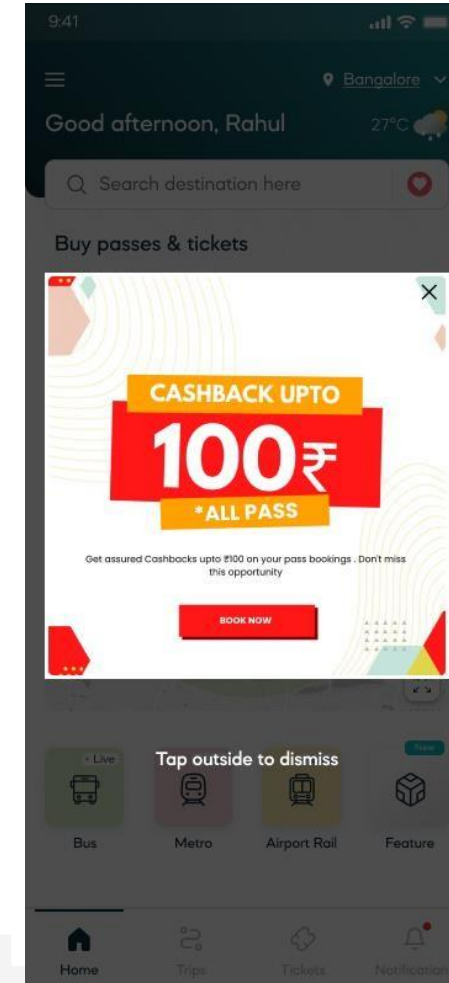 9:41
Bangalore
Good afternoon, Rahul
27°C
Search destination here
Buy passes & tickets
CASHBACK UPTO
100₹
*ALL PASS
Get assured Cashbacks upto ₹100 on your pass bookings . Don't miss
this opportunity
BOOK NOW
Tap outside to dismiss
• Live
New
Bus
Metro
Airport Rail
Feature
Home
Trips
Tickets
Notification